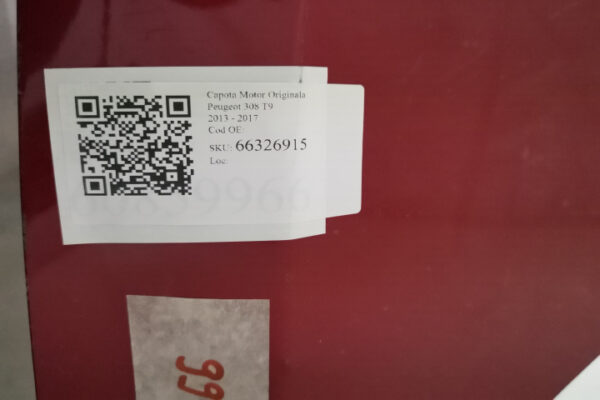 Capota Motor Originala
Peugeot 308 T9
2013 - 2017
Cod OE:
SKU: 66326915
Loc: